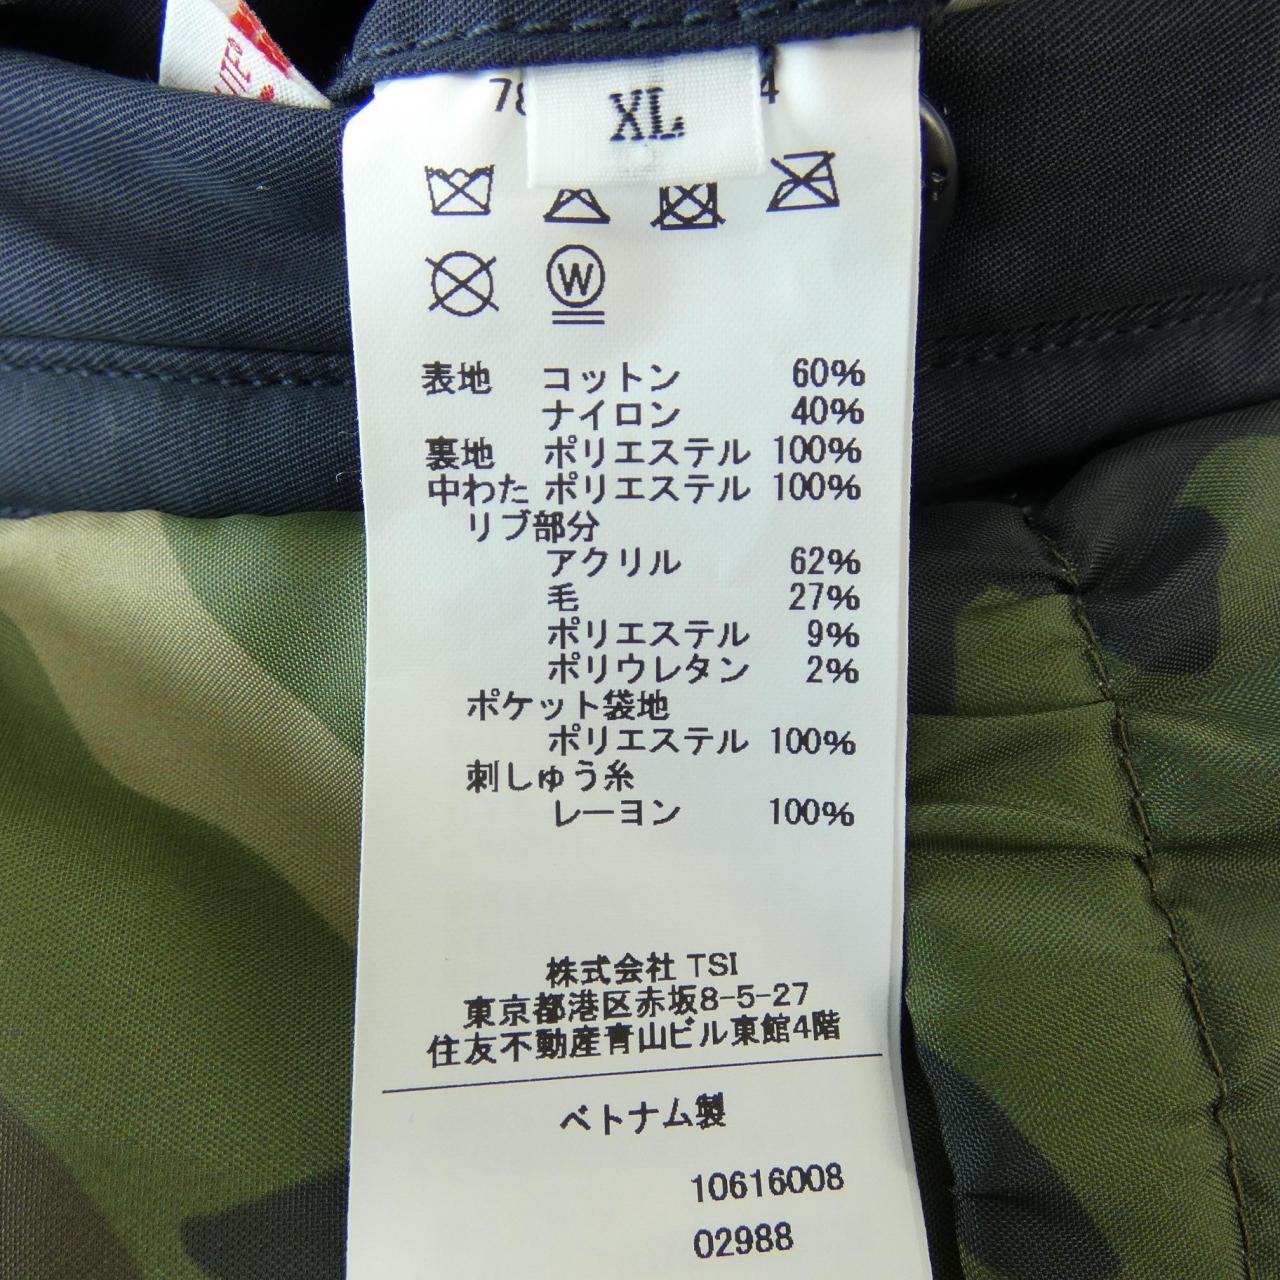 XL
W
表地 コットン 60%
ナイロン 40%
裏地 ポリエステル 100%
中わた ポリエステル 100%
リブ部分
アクリル 62%
毛 27%
ポリエステル 9%
ポリウレタン 2%
ポケット袋地
ポリエステル 100%
刺しゅう糸
レーヨン 100%
株式会社 TSI
東京都港区赤坂8-5-27
住友不動産青山ビル東館4階
ベトナム製
10616008
02988